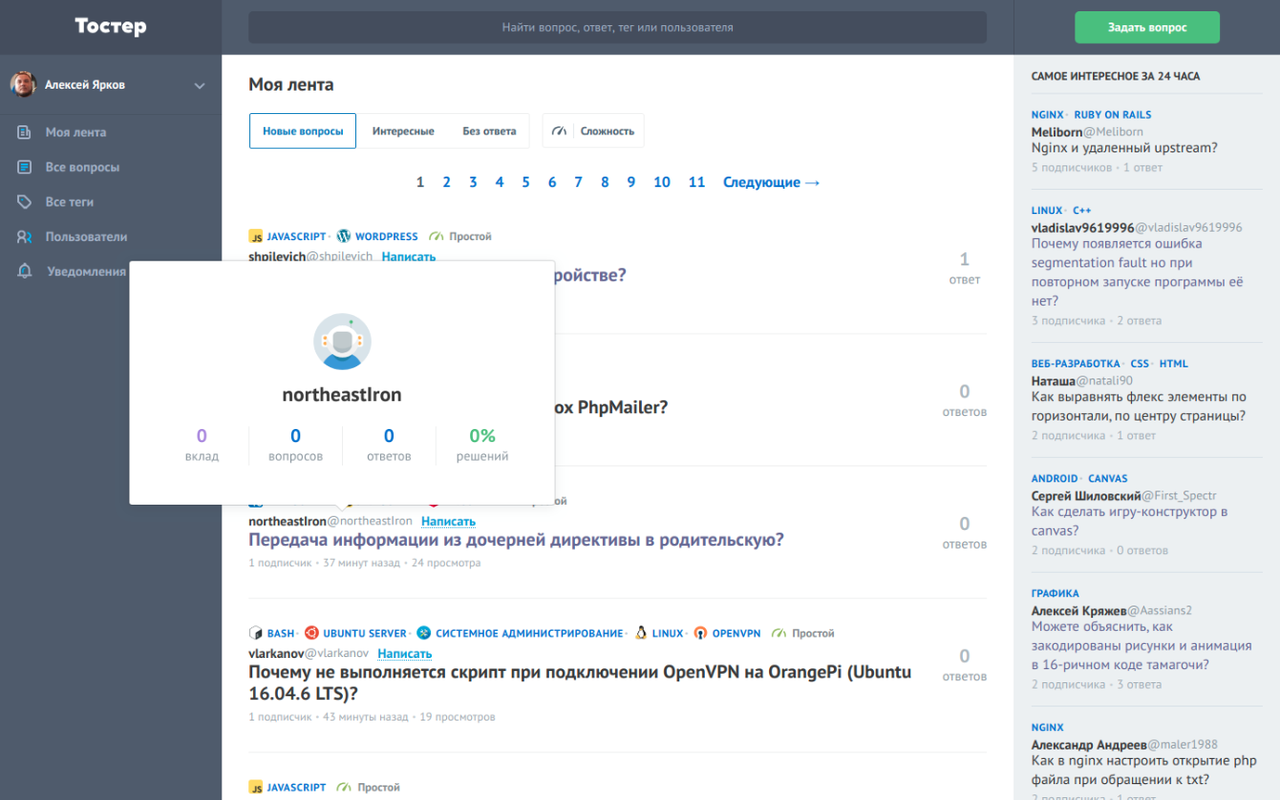 Тостер
Найти вопрос, ответ, тег или пользователя
Задать вопрос
Алексей Ярков
Моя лента
Все вопросы
Все теги
Пользователи
Уведомления
Моя лента
Новые вопросы
Интересные
Без ответа
Сложность
1 2 3 4 5 6 7 8 9 10 11 Следующие →
JAVASCRIPT · WORDPRESS Простой
shpilevich@shpilevich Написать
ройстве?
1
ответ
ox PhpMailer?
0
ответов
northeastIron
0 0 0 0%
вклад вопросов ответов решений
northeastIron@northeastIron Написать
Передача информации из дочерней директивы в родительскую?
1 подписчик • 37 минут назад • 24 просмотра
0
ответов
BASH · UBUNTU SERVER · СИСТЕМНОЕ АДМИНИСТРИРОВАНИЕ · LINUX · OPENVPN Простой
vlarkanov@vlarkanov Написать
Почему не выполняется скрипт при подключении OpenVPN на OrangePi (Ubuntu
16.04.6 LTS)?
1 подписчик • 43 минуты назад • 19 просмотров
0
ответов
JS JAVASCRIPT Простой
САМОЕ ИНТЕРЕСНОЕ ЗА 24 ЧАСА
NGINX · RUBY ON RAILS
Meliborn@Meliborn
Nginx и удаленный upstream?
5 подписчиков • 1 ответ
LINUX · C++
vladislav9619996@vladislav9619996
Почему появляется ошибка
segmentation fault но при
повторном запуске программы её
нет?
3 подписчика • 2 ответа
ВЕБ-РАЗРАБОТКА · CSS · HTML
Наташа@natali90
Как выравнять флекс элементы по
горизонтали, по центру страницы?
2 подписчика • 1 ответ
ANDROID · CANVAS
Сергей Шиловский@First_Spectr
Как сделать игру-конструктор в
canvas?
2 подписчика • 0 ответов
ГРАФИКА
Алексей Кряжев@Aassians2
Можете объяснить, как
закодированы рисунки и анимация
в 16-ричном коде тамагочи?
2 подписчика • 3 ответа
NGINX
Александр Андреев@maler1988
Как в nginx настроить открытие php
файла при обращении к txt?
2 подписчика • 1 ответ